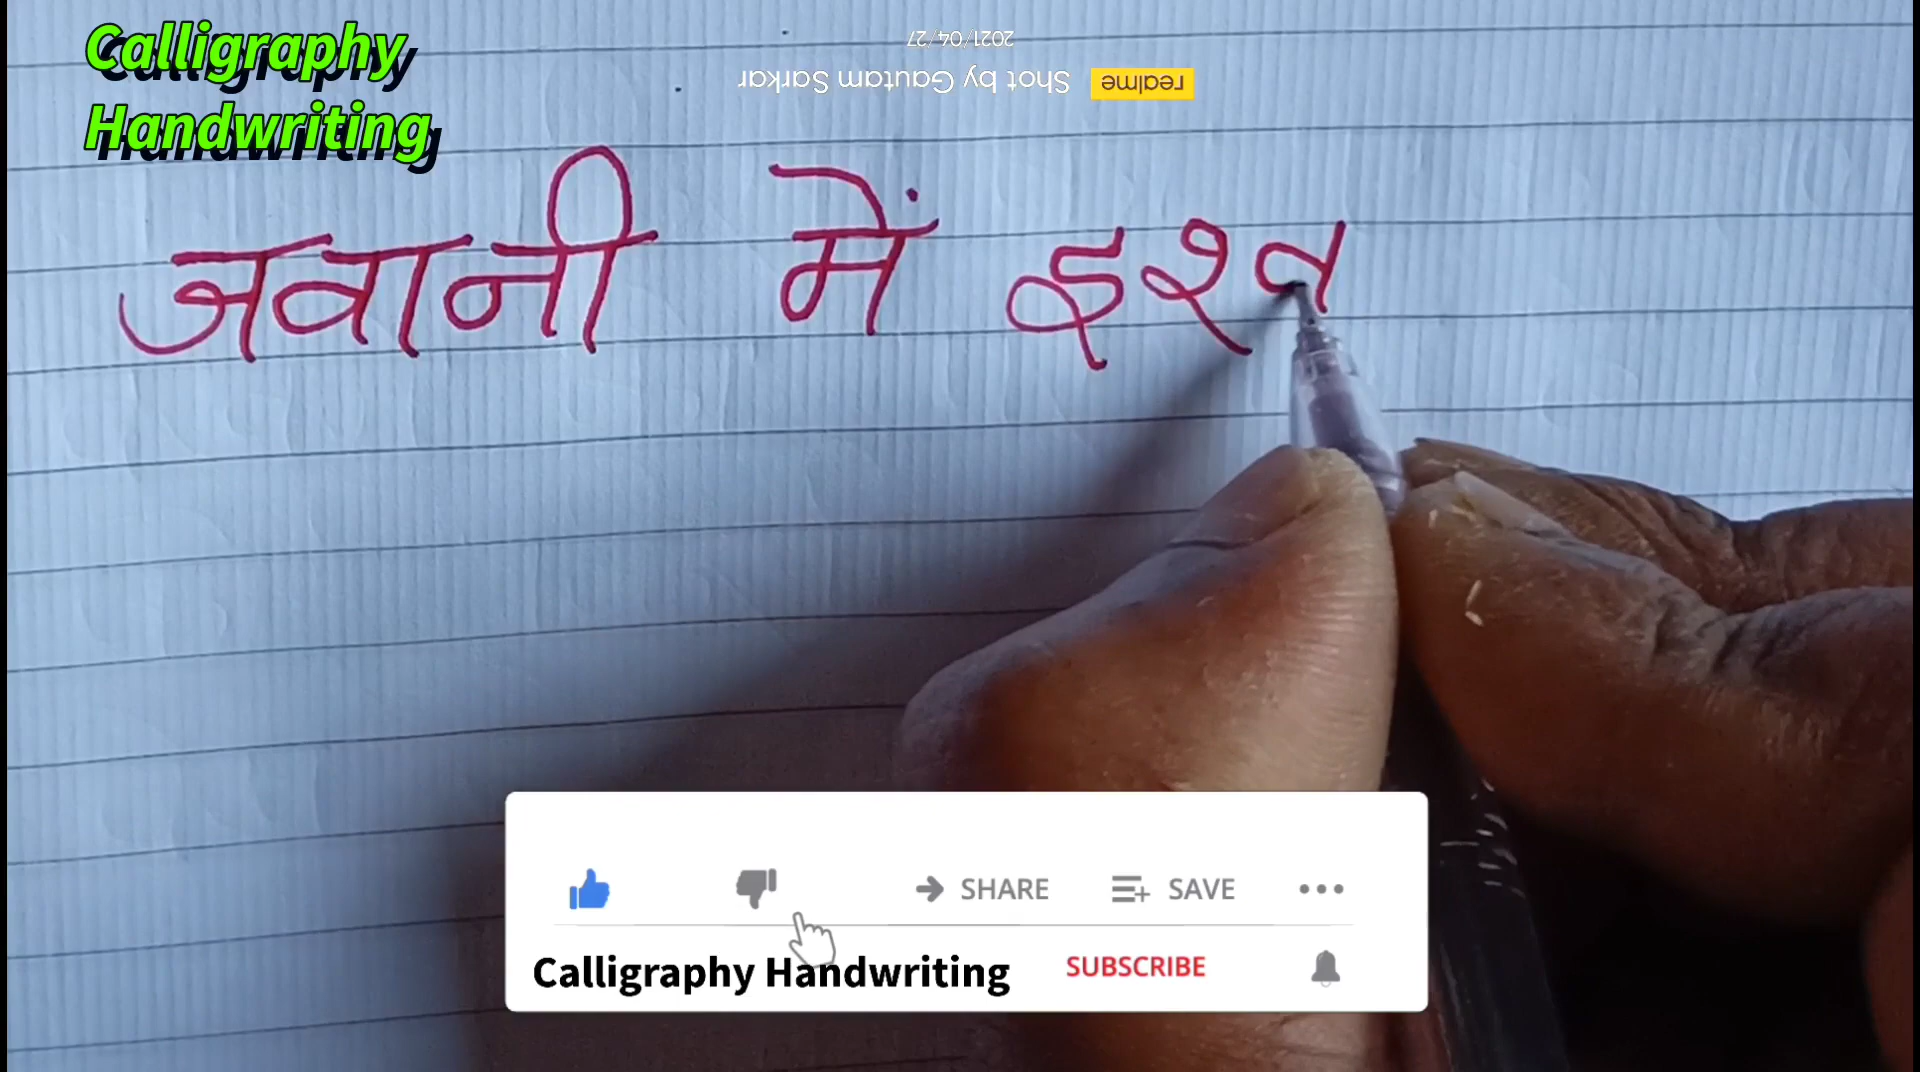 Calligraphy
Handwriting
2021/04/27
Shot by Gautam Sarkar
realme
जवानी में इश्व
SHARE
SAVE
Calligraphy Handwriting
SUBSCRIBE